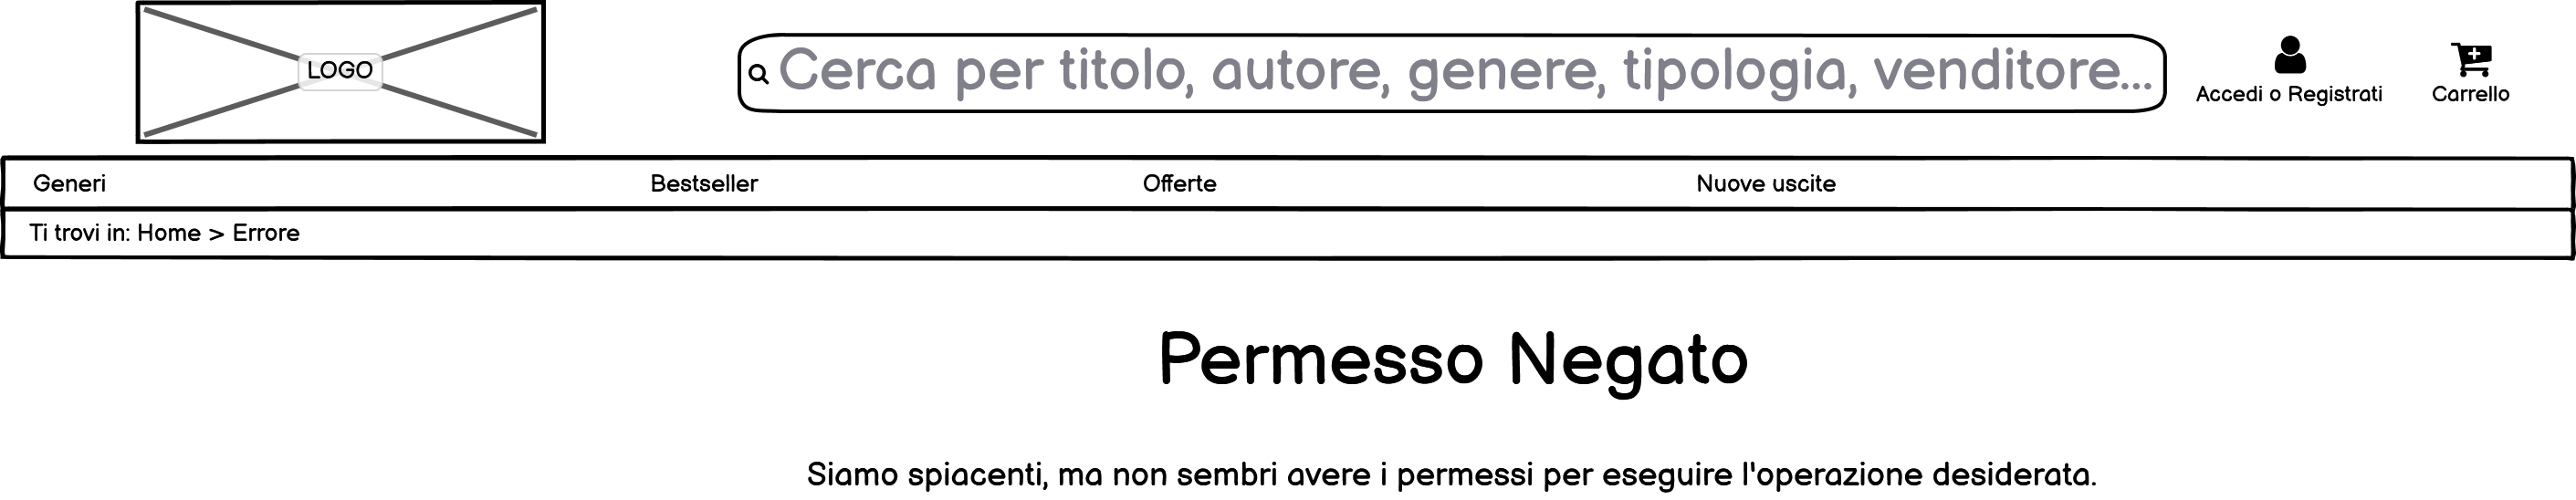 LOGO
Cerca per titolo, autore, genere, tipologia, venditore...
Accedi o Registrati
Carrello
Generi
Bestseller
Offerte
Nuove uscite
Ti trovi in: Home > Errore
Permesso Negato
Siamo spiacenti, ma non sembri avere i permessi per eseguire l'operazione desiderata.